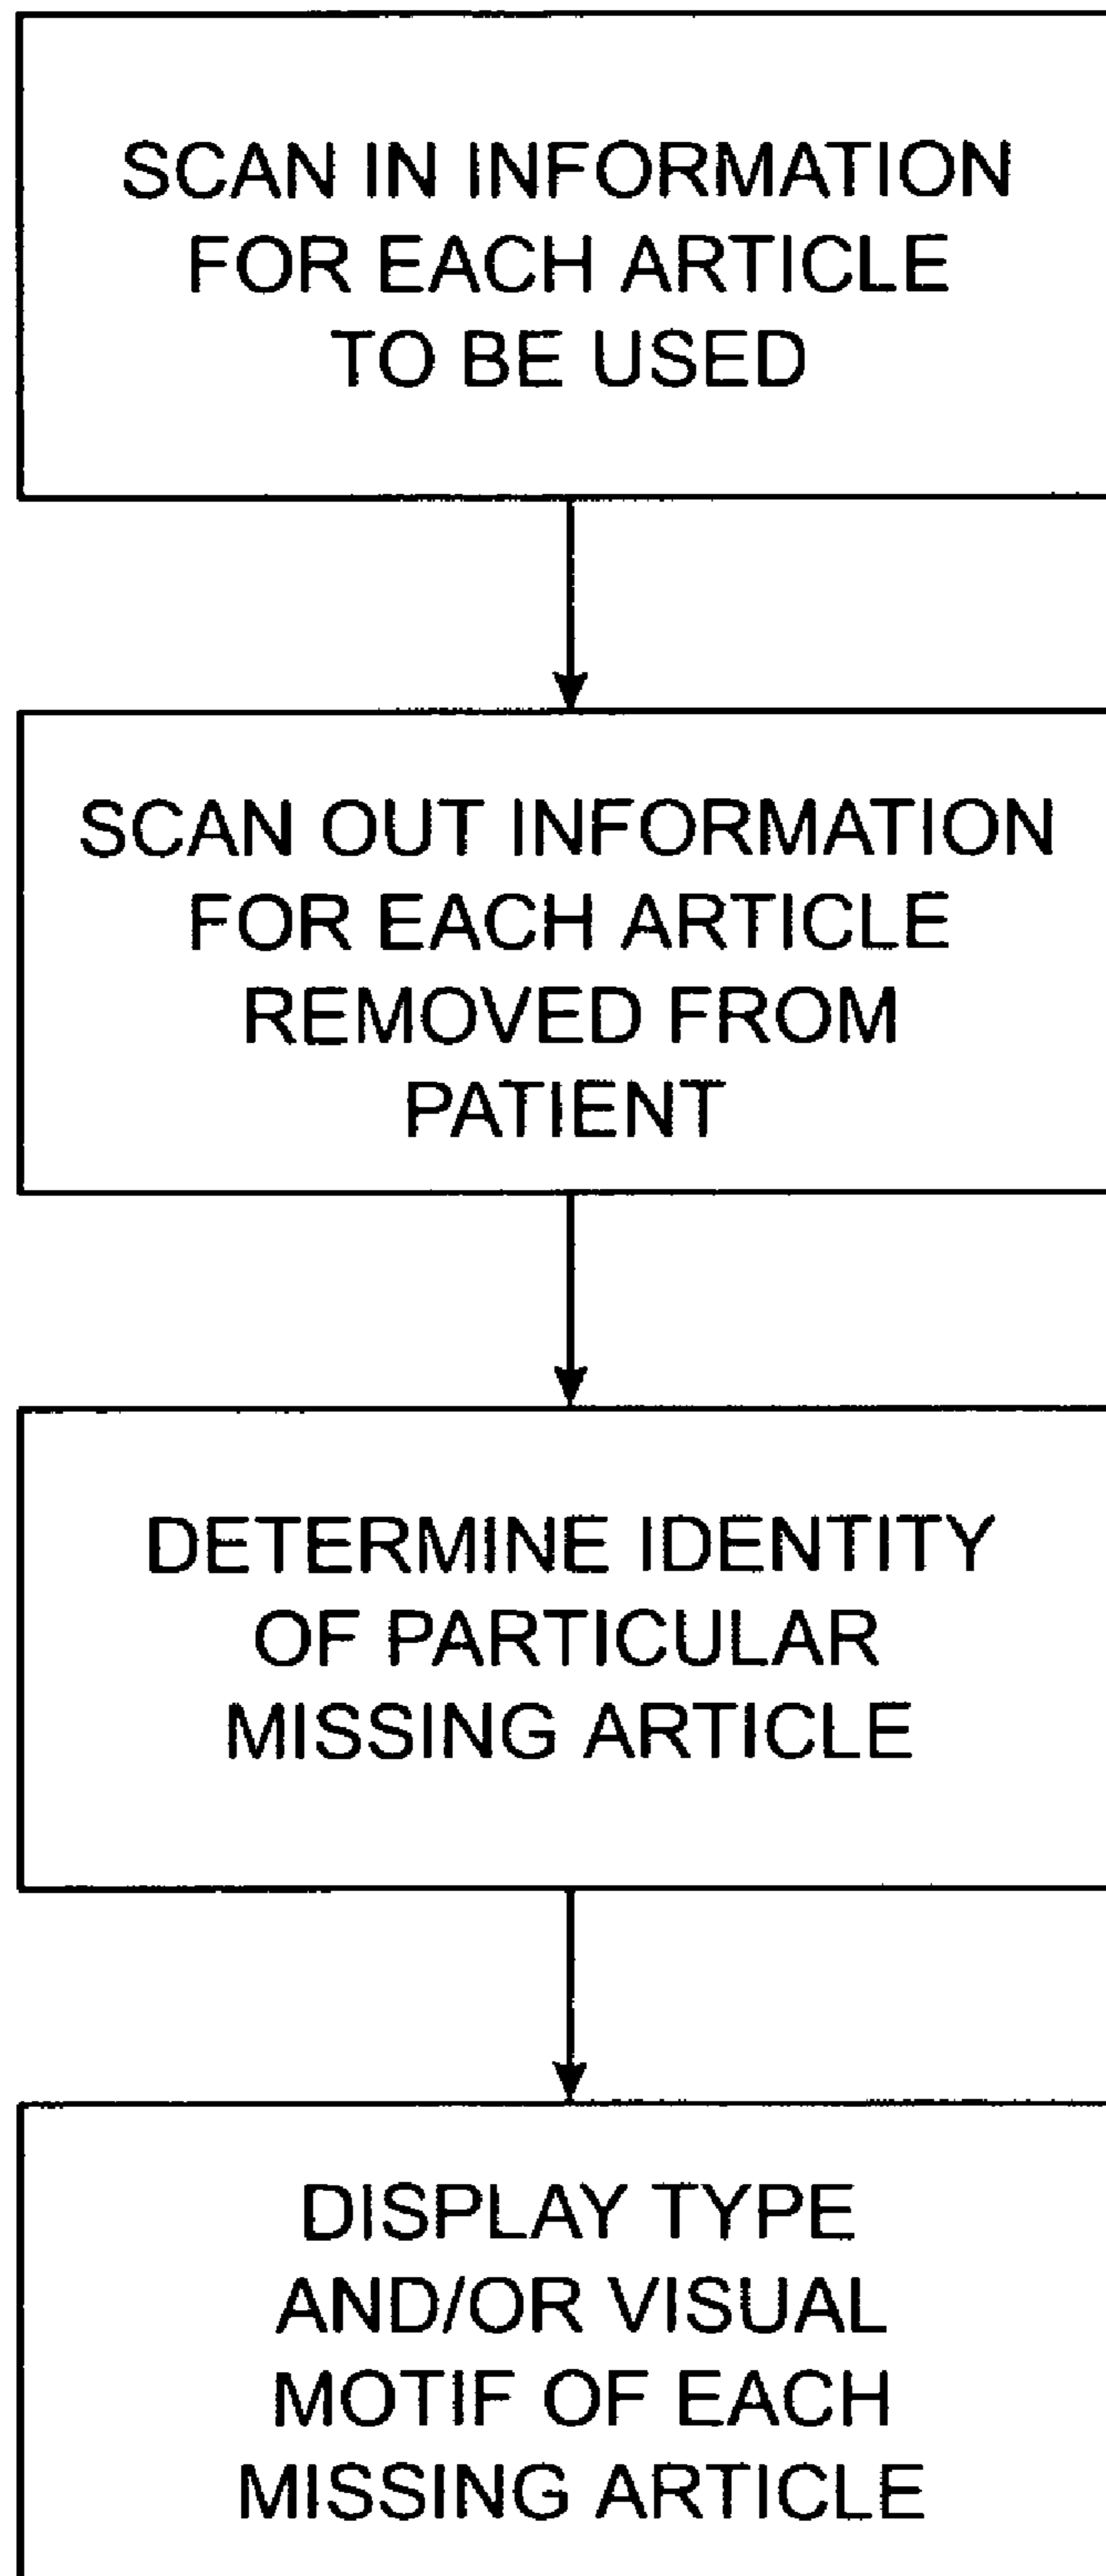 SCAN IN INFORMATION
FOR EACH ARTICLE
TO BE USED
SCAN OUT INFORMATION
FOR EACH ARTICLE
REMOVED FROM
PATIENT
DETERMINE IDENTITY
OF PARTICULAR
MISSING ARTICLE
DISPLAY TYPE
AND/OR VISUAL
MOTIF OF EACH
MISSING ARTICLE